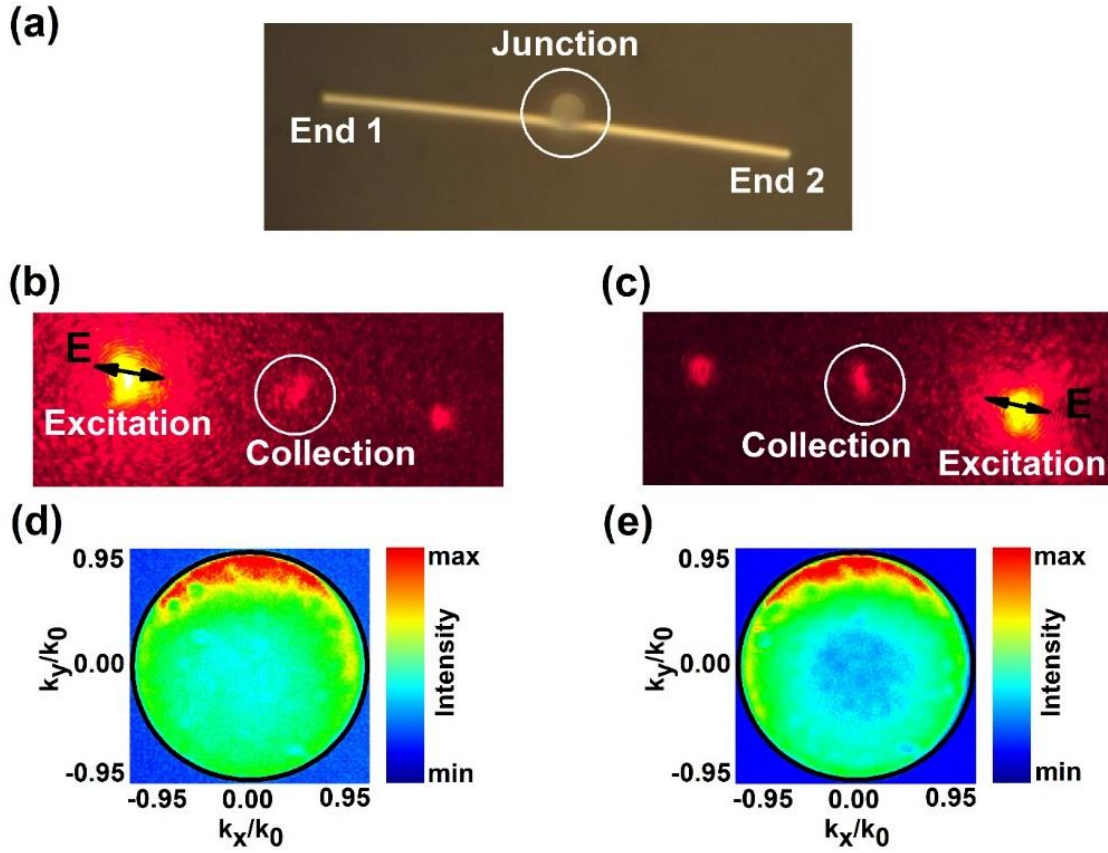 (a)
Junction
End 1
End 2
(b)
E
Excitation
Collection
(c)
E
Collection
Excitation
(d)
0.95
0.00
-0.95
k_y/k_0
-0.95 0.00 0.95
k_x/k_0
max
Intensity
min
(e)
0.95
0.00
-0.95
k_y/k_0
-0.95 0.00 0.95
k_x/k_0
max
Intensity
min